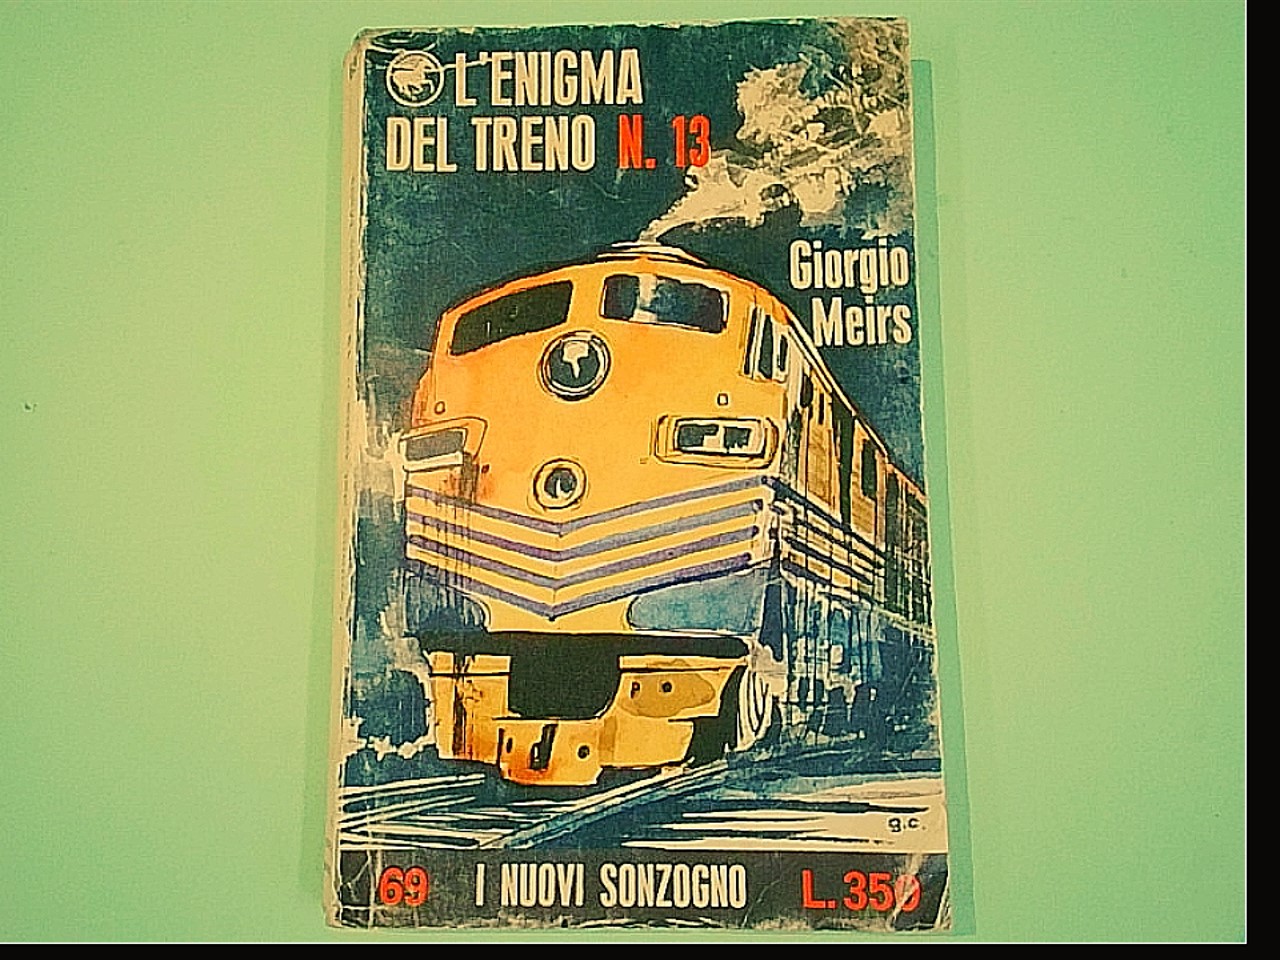 L'ENIGMA
DEL TRENO N. 13
Giorgio
Meirs
g.c.
69 I NUOVI SONZOGNO L.350